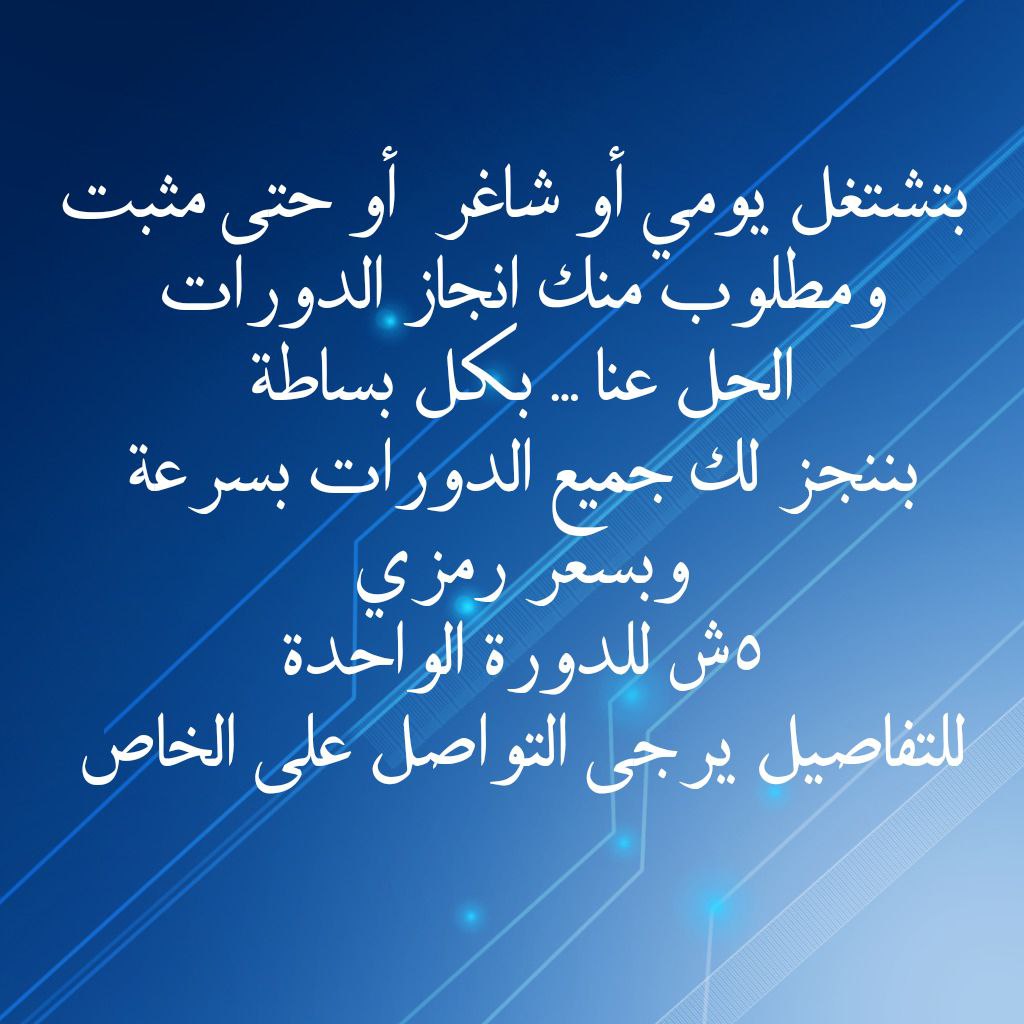 بتشتغل يومي أو شاغر أو حتى مثبت
ومطلوب منك انجاز الدورات
الحل عنا ... بكل بساطة
بننجز لك جميع الدورات بسرعة
وبسعر رمزي
٥ش للدورة الواحدة
للتفاصيل يرجى التواصل على الخاص